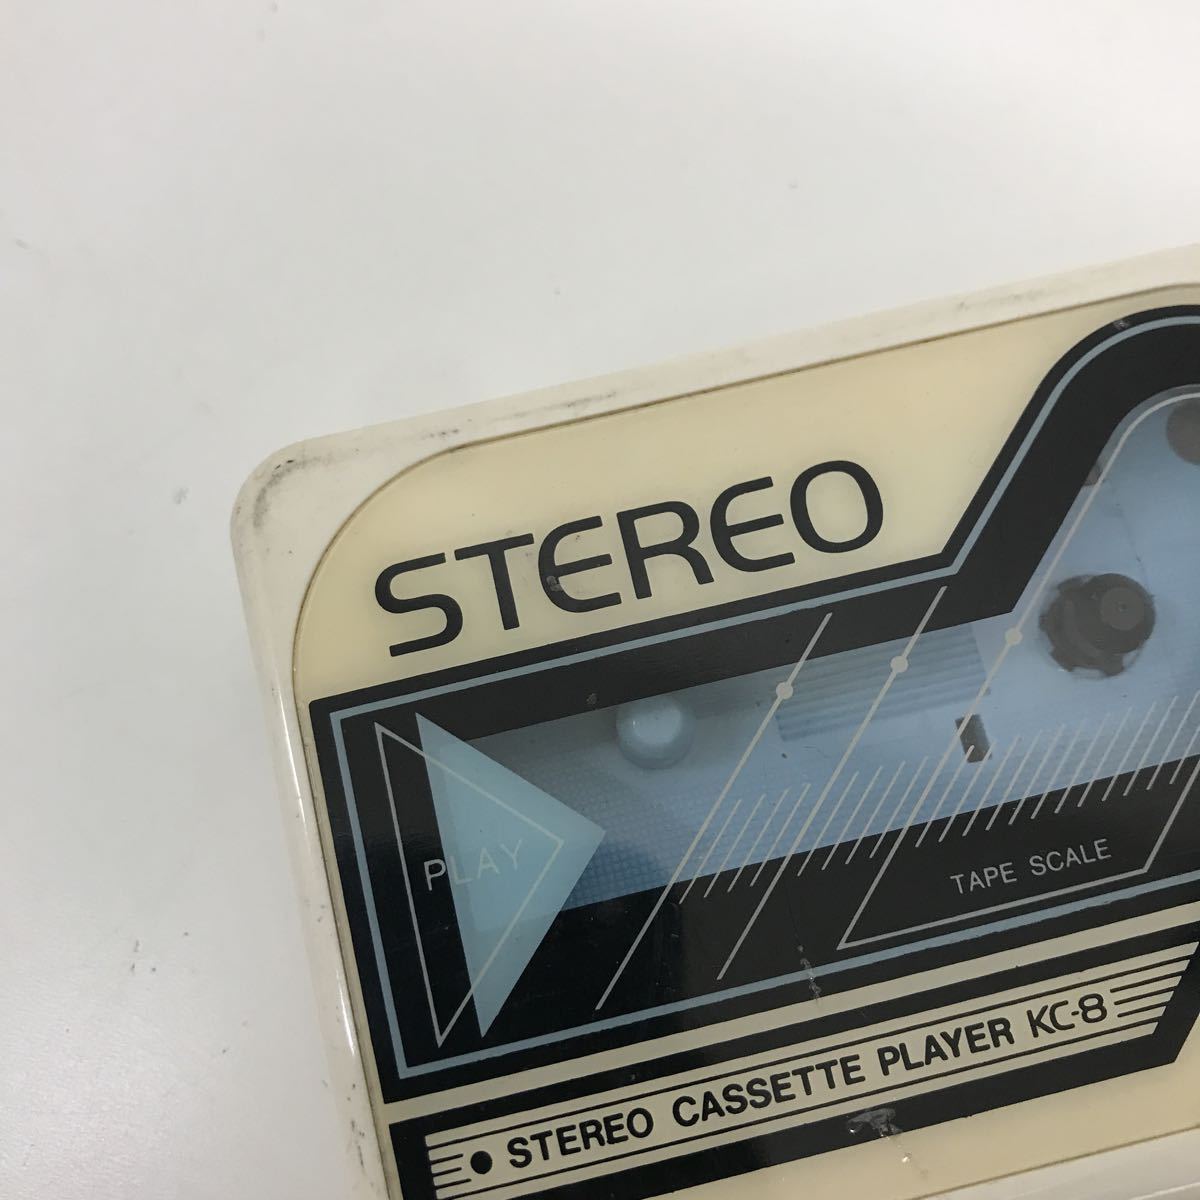 STEREO
PLAY
TAPE SCALE
STEREO CASSETTE PLAYER KC-8